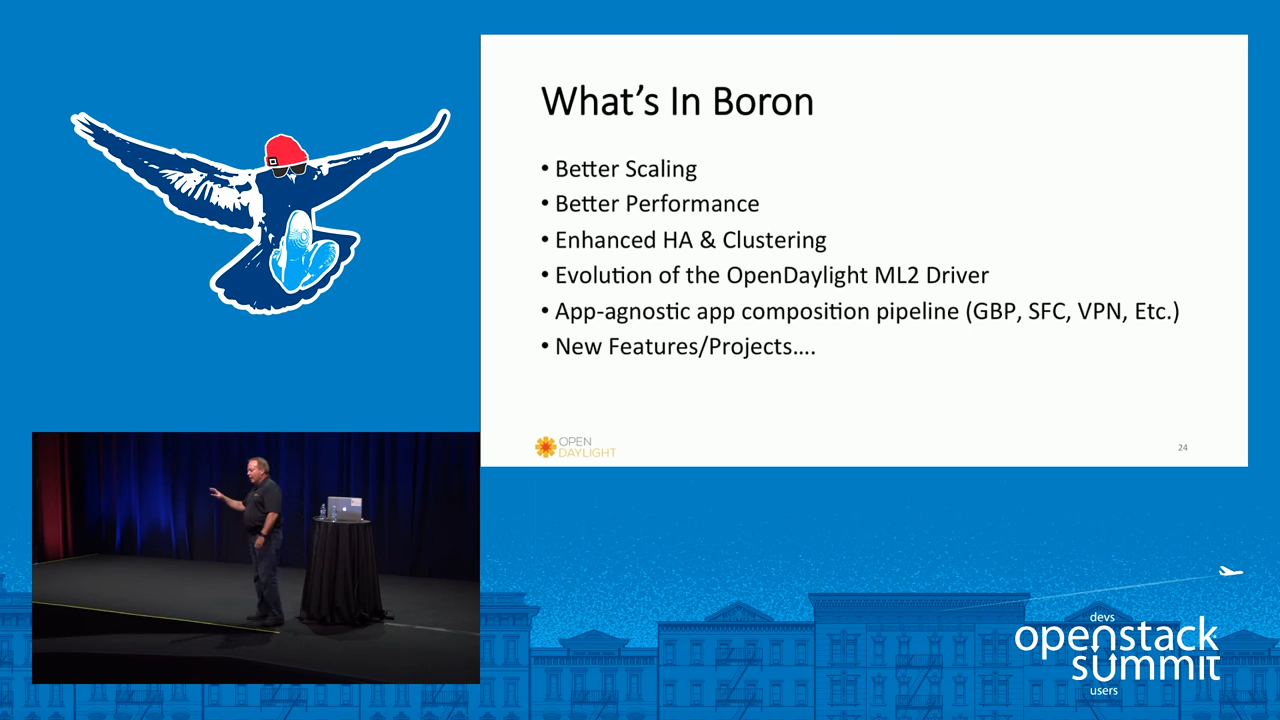 What's In Boron
• Better Scaling
• Better Performance
• Enhanced HA & Clustering
• Evolution of the OpenDaylight ML2 Driver
• App-agnostic app composition pipeline (GBP, SFC, VPN, Etc.)
• New Features/Projects....
OPEN
DAYLIGHT
24
devs
openstack
summit
users